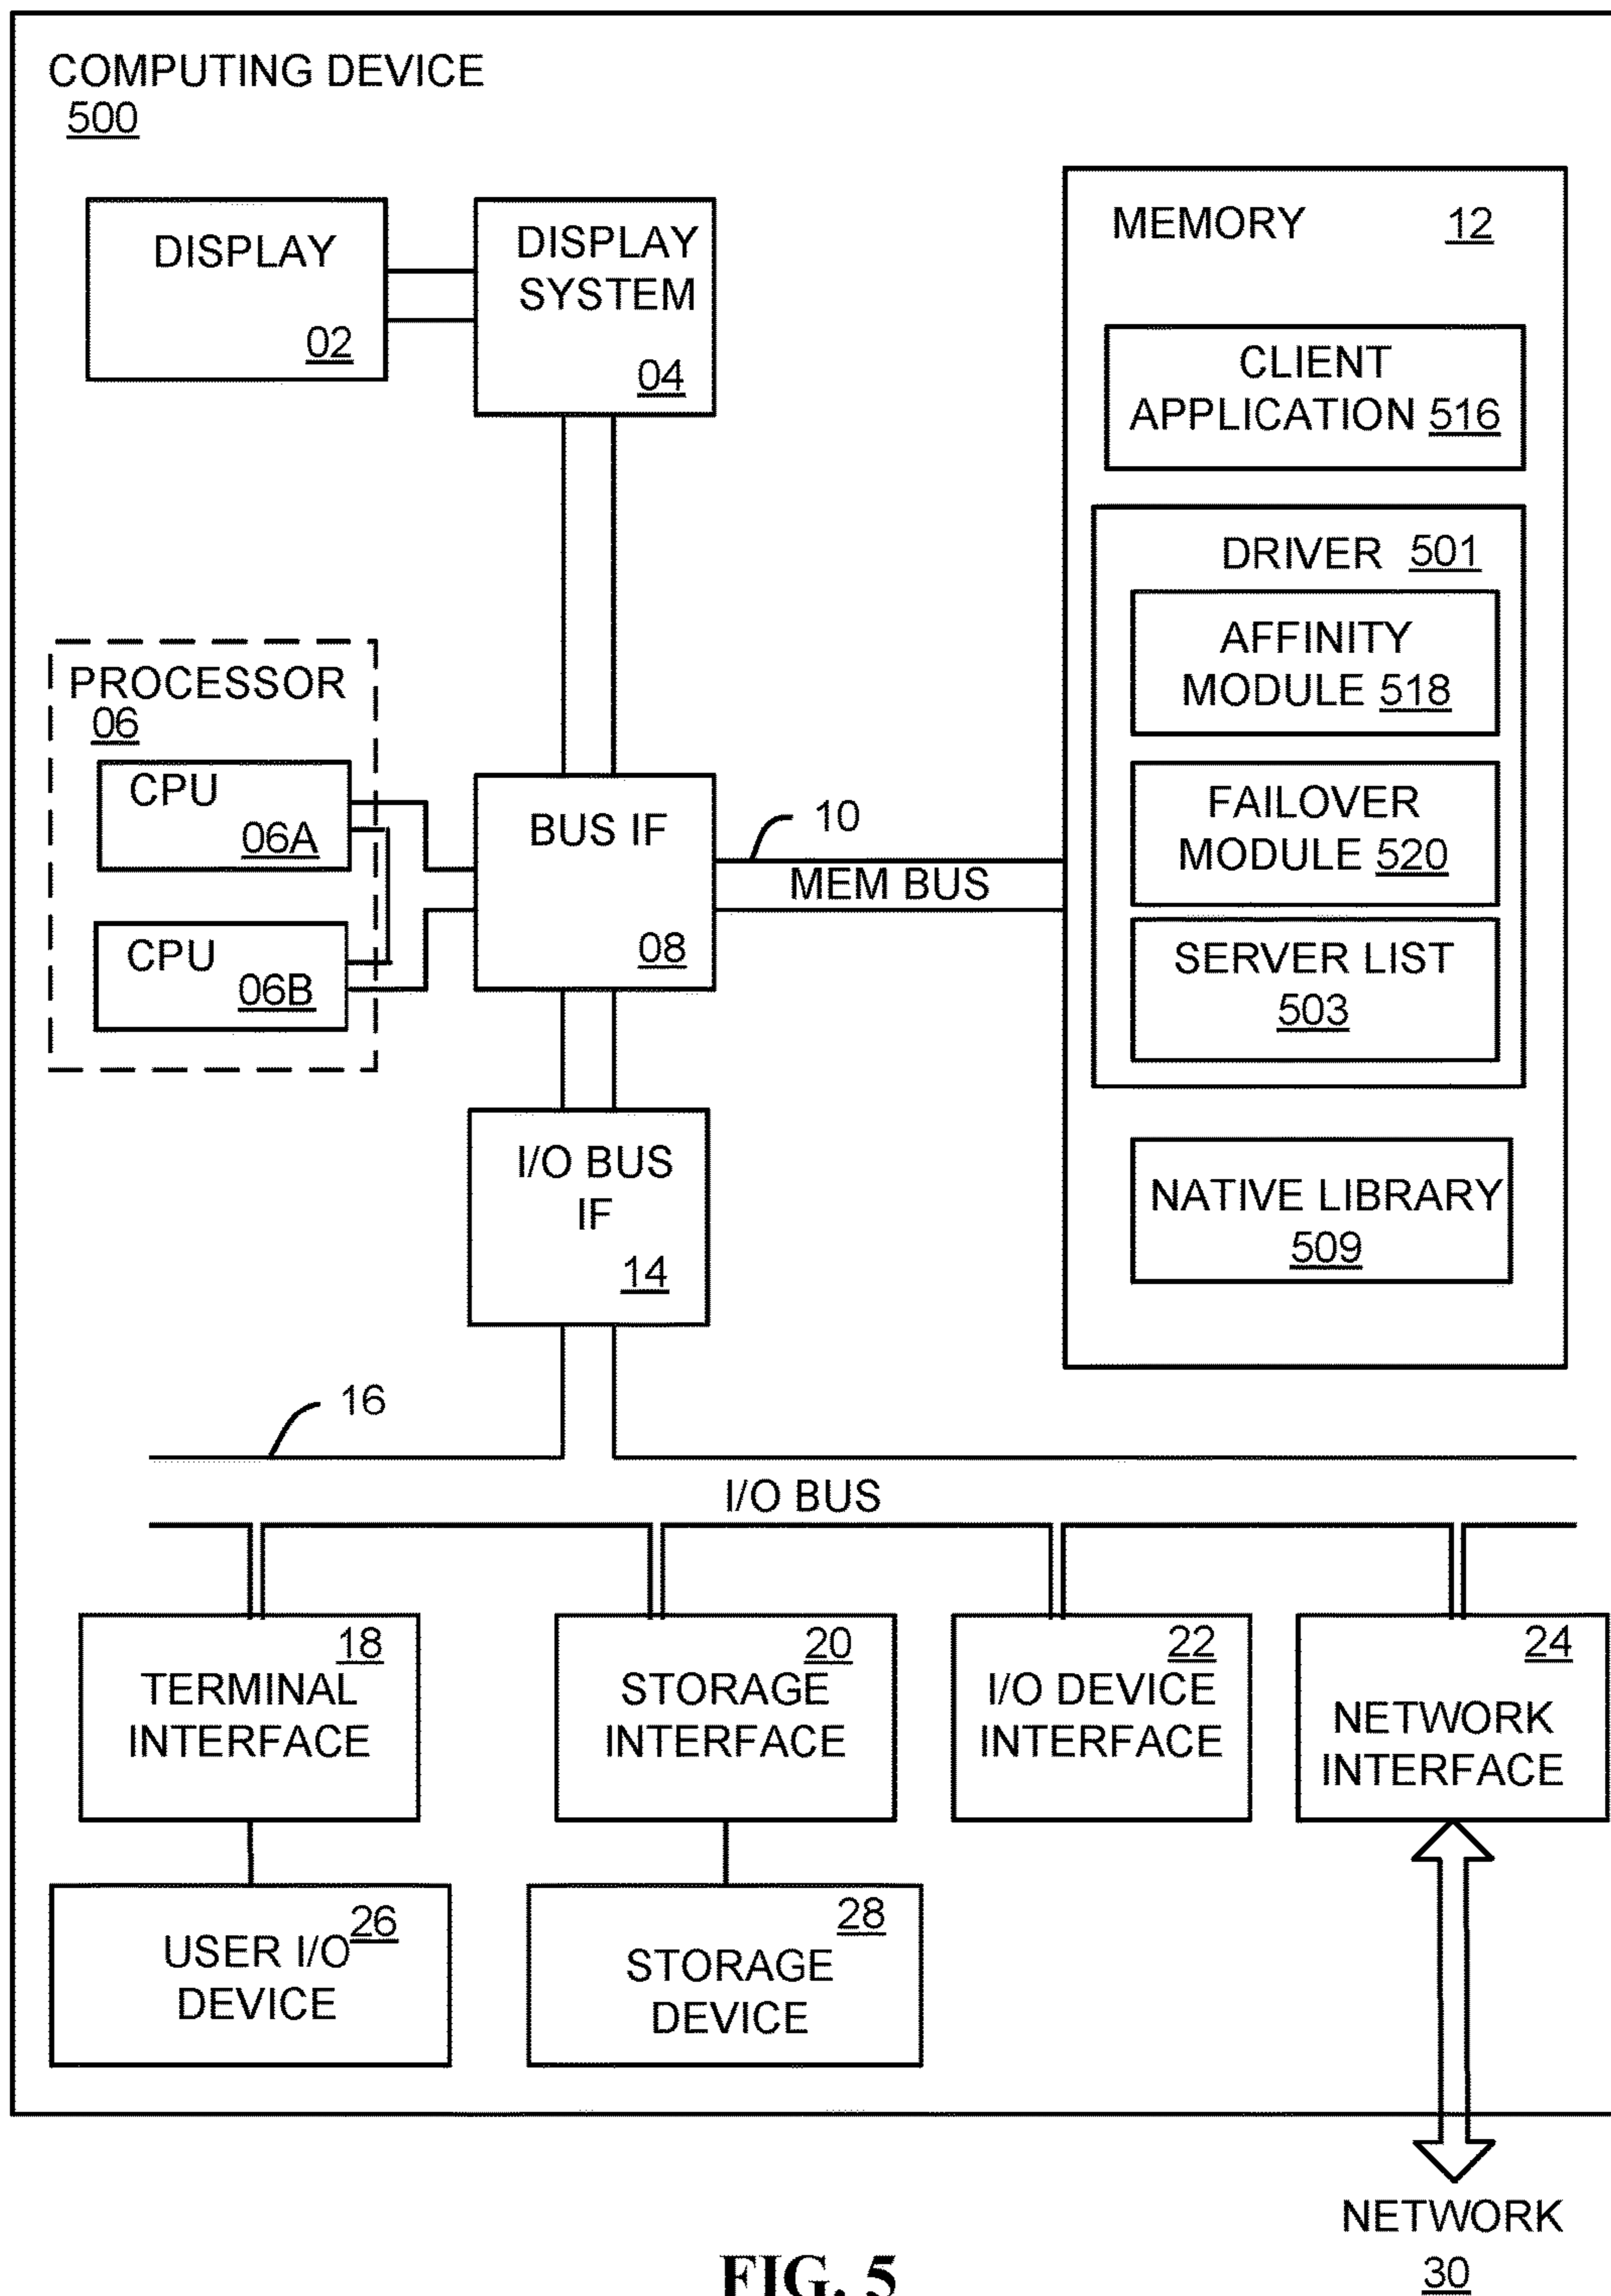 COMPUTING DEVICE
500
DISPLAY
02
DISPLAY
SYSTEM
04
MEMORY 12
CLIENT
APPLICATION 516
DRIVER 501
AFFINITY
MODULE 518
FAILOVER
MODULE 520
SERVER LIST
503
NATIVE LIBRARY
509
PROCESSOR
06
CPU
06A
CPU
06B
BUS IF
08
10
MEM BUS
I/O BUS
IF
14
16
I/O BUS
18
TERMINAL
INTERFACE
20
STORAGE
INTERFACE
22
I/O DEVICE
INTERFACE
24
NETWORK
INTERFACE
26
USER I/O
DEVICE
28
STORAGE
DEVICE
NETWORK
30
FIG. 5